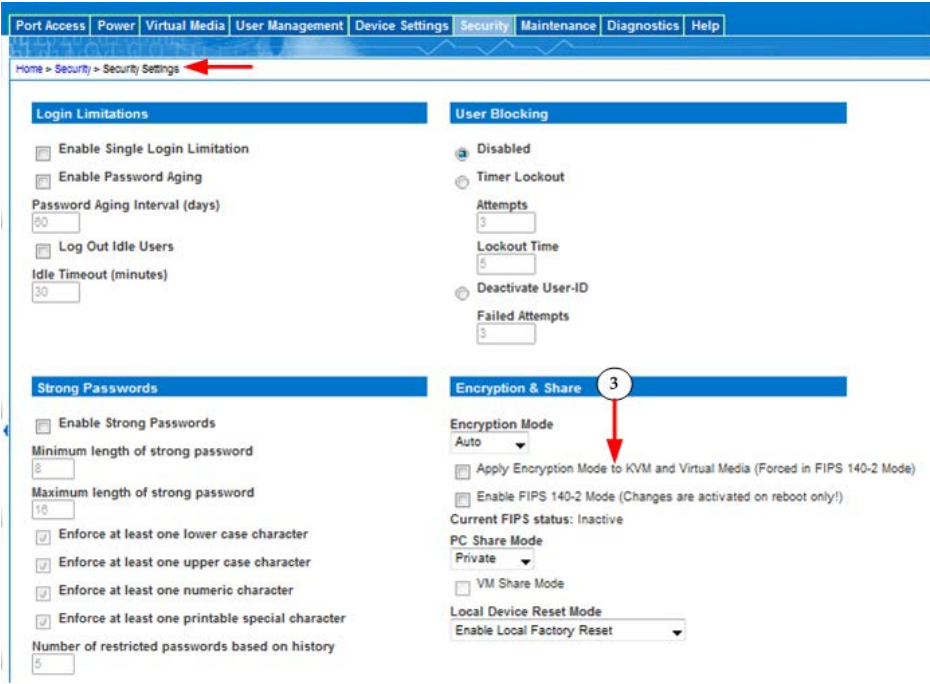 Port Access Power Virtual Media User Management Device Settings Security Maintenance Diagnostics Help
Home > Security > Security Settings
Login Limitations
Enable Single Login Limitation
Enable Password Aging
Password Aging Interval (days)
60
Log Out Idle Users
Idle Timeout (minutes)
30
User Blocking
Disabled
Timer Lockout
Attempts
3
Lockout Time
5
Deactivate User-ID
Failed Attempts
3
Strong Passwords
Enable Strong Passwords
Minimum length of strong password
8
Maximum length of strong password
16
Enforce at least one lower case character
Enforce at least one upper case character
Enforce at least one numeric character
Enforce at least one printable special character
Number of restricted passwords based on history
5
Encryption & Share
3
Encryption Mode
Auto
Apply Encryption Mode to KVM and Virtual Media (Forced in FIPS 140-2 Mode)
Enable FIPS 140-2 Mode (Changes are activated on reboot only!)
Current FIPS status: Inactive
PC Share Mode
Private
VM Share Mode
Local Device Reset Mode
Enable Local Factory Reset